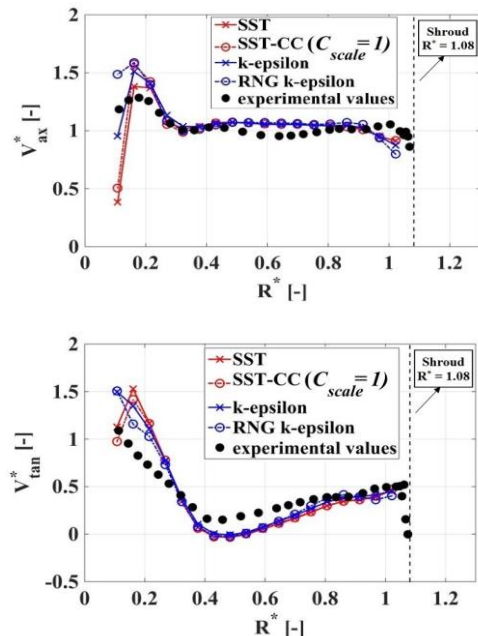 2
1.5
1
0.5
0
V*ax [-]
SST
SST-CC (Cscale=1)
k-epsilon
RNG k-epsilon
experimental values
Shroud
R* = 1.08
0 0.2 0.4 0.6 0.8 1 1.2
R* [-]
2
1.5
1
0.5
0
-0.5
V*tan [-]
SST
SST-CC (Cscale=1)
k-epsilon
RNG k-epsilon
experimental values
Shroud
R* = 1.08
0 0.2 0.4 0.6 0.8 1 1.2
R* [-]